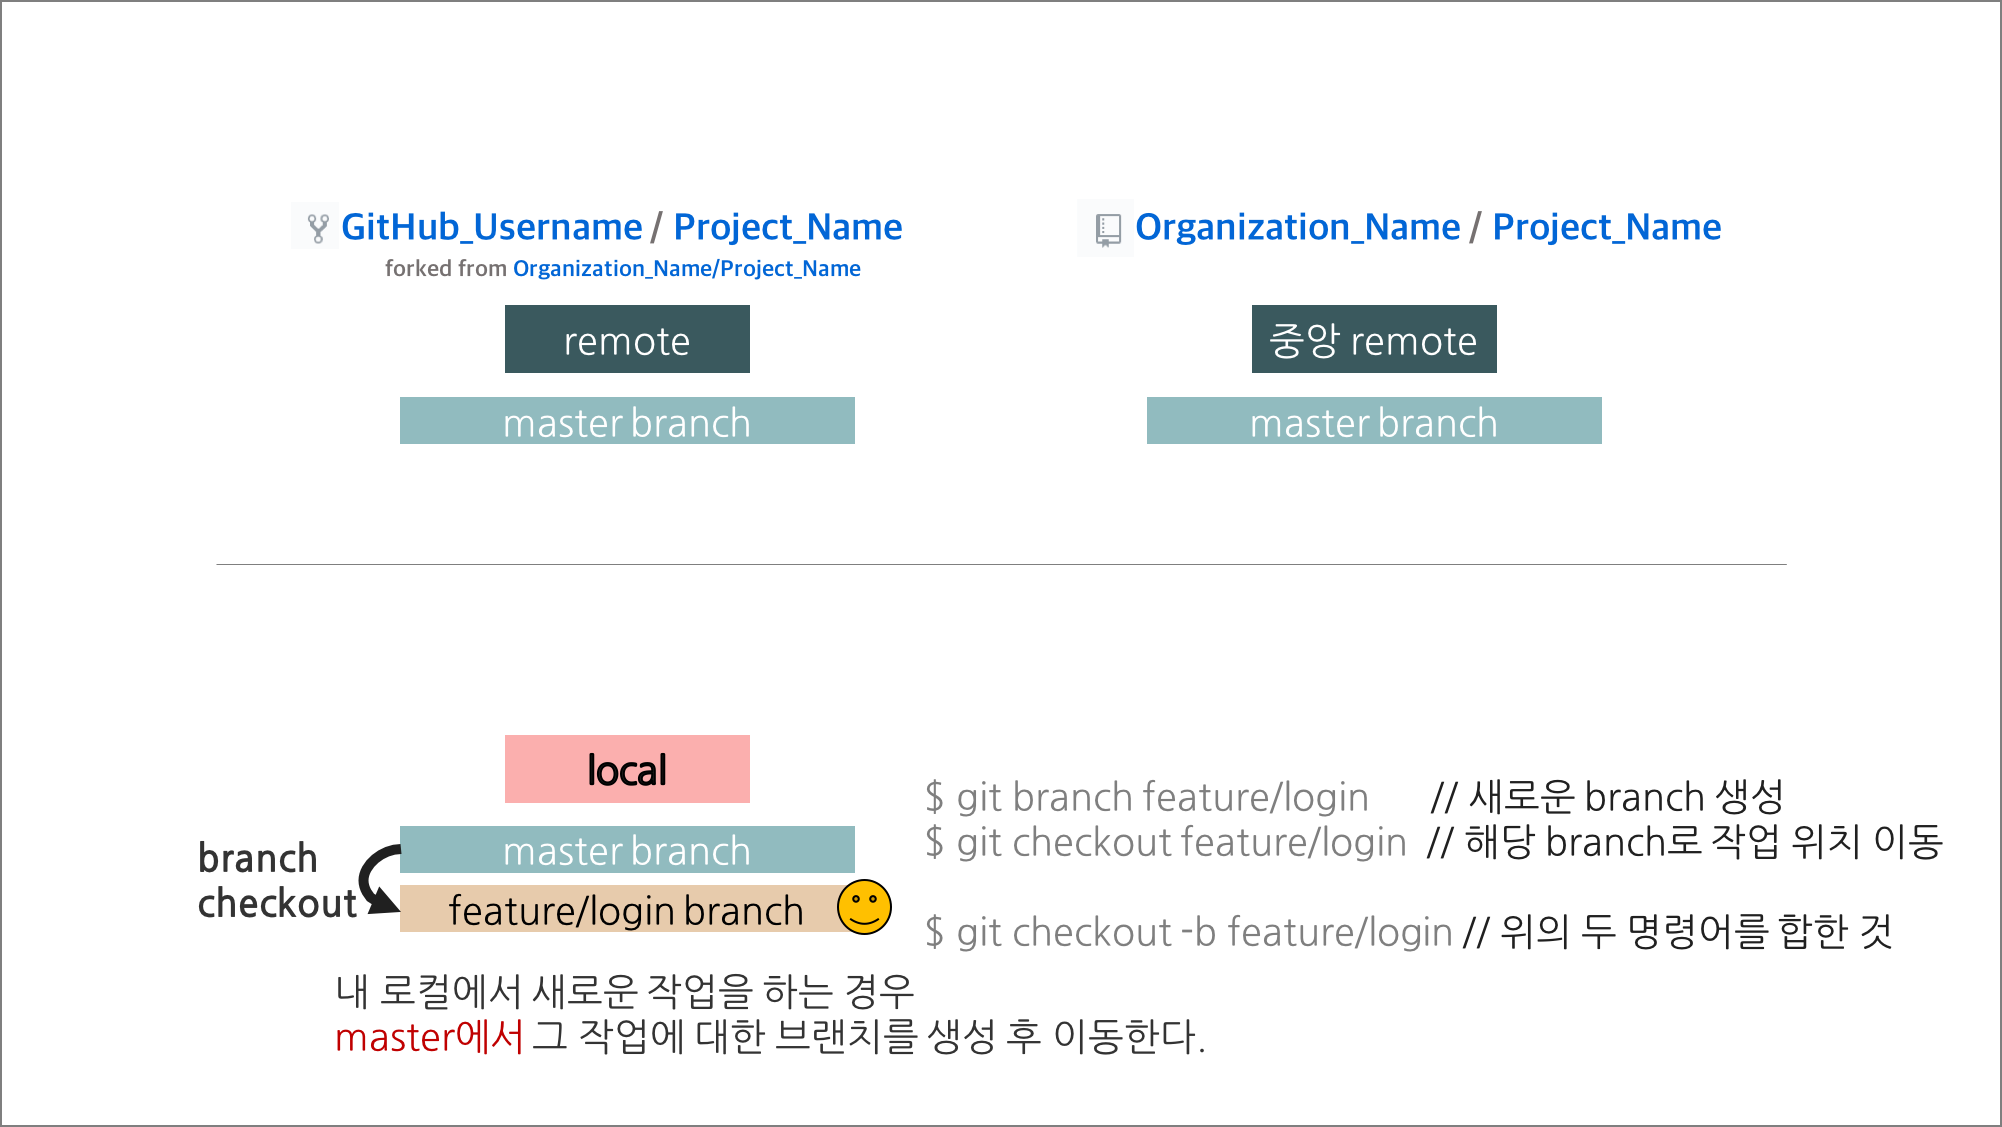 GitHub_Username / Project_Name
forked from Organization_Name/Project_Name
remote
master branch
Organization_Name / Project_Name
중앙 remote
master branch
local
master branch
feature/login branch
branch
checkout
$ git branch feature/login // 새로운 branch 생성
$ git checkout feature/login // 해당 branch로 작업 위치 이동
$ git checkout -b feature/login // 위의 두 명령어를 합한 것
내 로컬에서 새로운 작업을 하는 경우
master에서 그 작업에 대한 브랜치를 생성 후 이동한다.